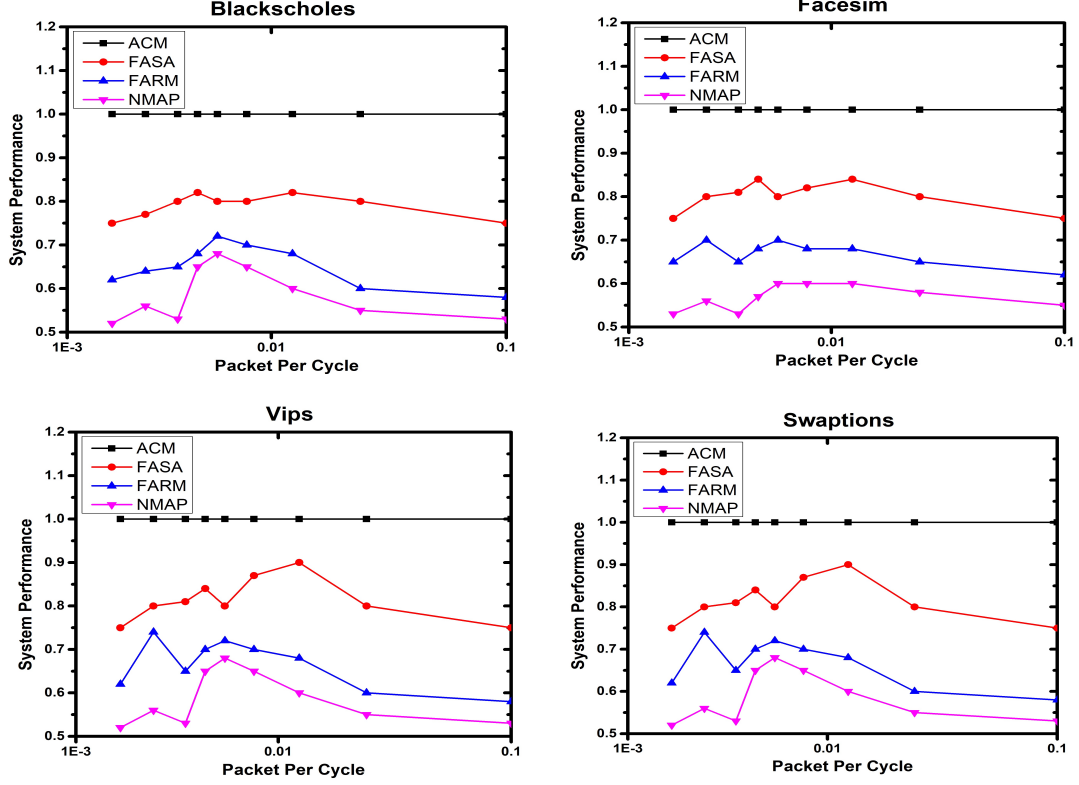 Blackscholes
1.2
1.1
1.0
0.9
0.8
0.7
0.6
0.5
System Performance
ACM
FASA
FARM
NMAP
1E-3
0.01
0.1
Packet Per Cycle
Facesim
1.2
1.1
1.0
0.9
0.8
0.7
0.6
0.5
System Performance
ACM
FASA
FARM
NMAP
1E-3
0.01
0.1
Packet Per Cycle
Vips
1.2
1.1
1.0
0.9
0.8
0.7
0.6
0.5
System Performance
ACM
FASA
FARM
NMAP
1E-3
0.01
0.1
Packet Per Cycle
Swaptions
1.2
1.1
1.0
0.9
0.8
0.7
0.6
0.5
System Performance
ACM
FASA
FARM
NMAP
1E-3
0.01
0.1
Packet Per Cycle